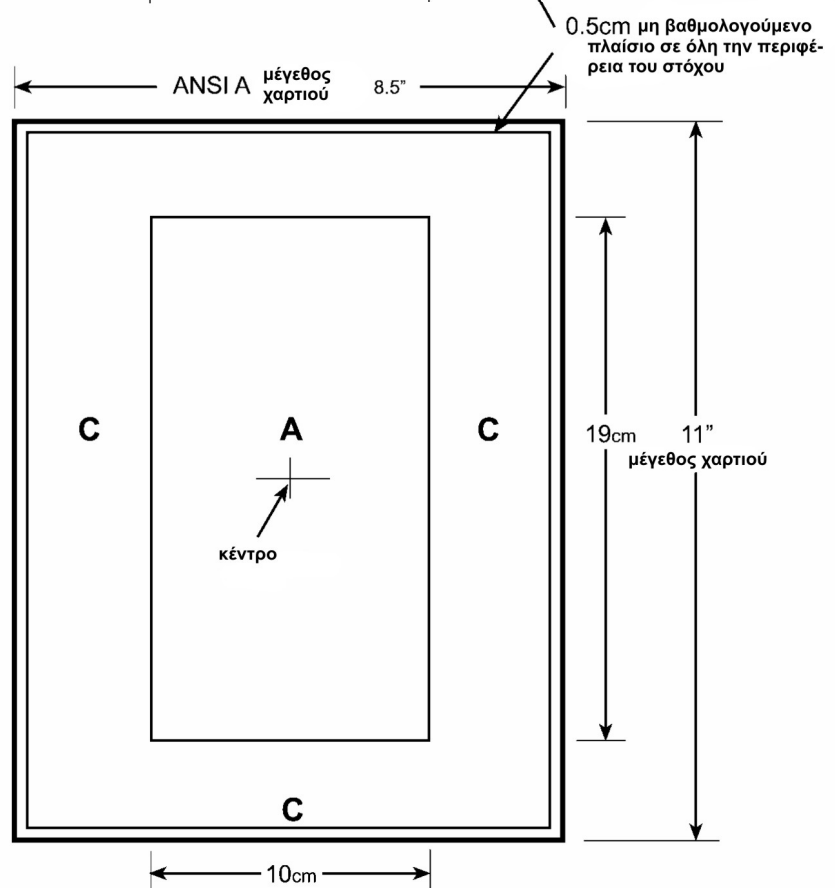 0.5cm μη βαθμολογούμενο
πλαίσιο σε όλη την περιφέ-
ρεια του στόχου
ANSI A μέγεθος χαρτιού 8.5”
C
A
C
19cm
11”
μέγεθος χαρτιού
κέντρο
C
10cm